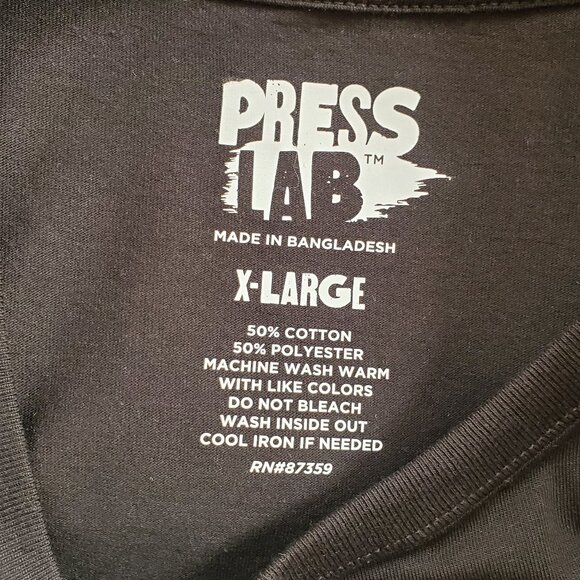 PRESS
LAB™
MADE IN BANGLADESH
X-LARGE
50% COTTON
50% POLYESTER
MACHINE WASH WARM
WITH LIKE COLORS
DO NOT BLEACH
WASH INSIDE OUT
COOL IRON IF NEEDED
RN#87359